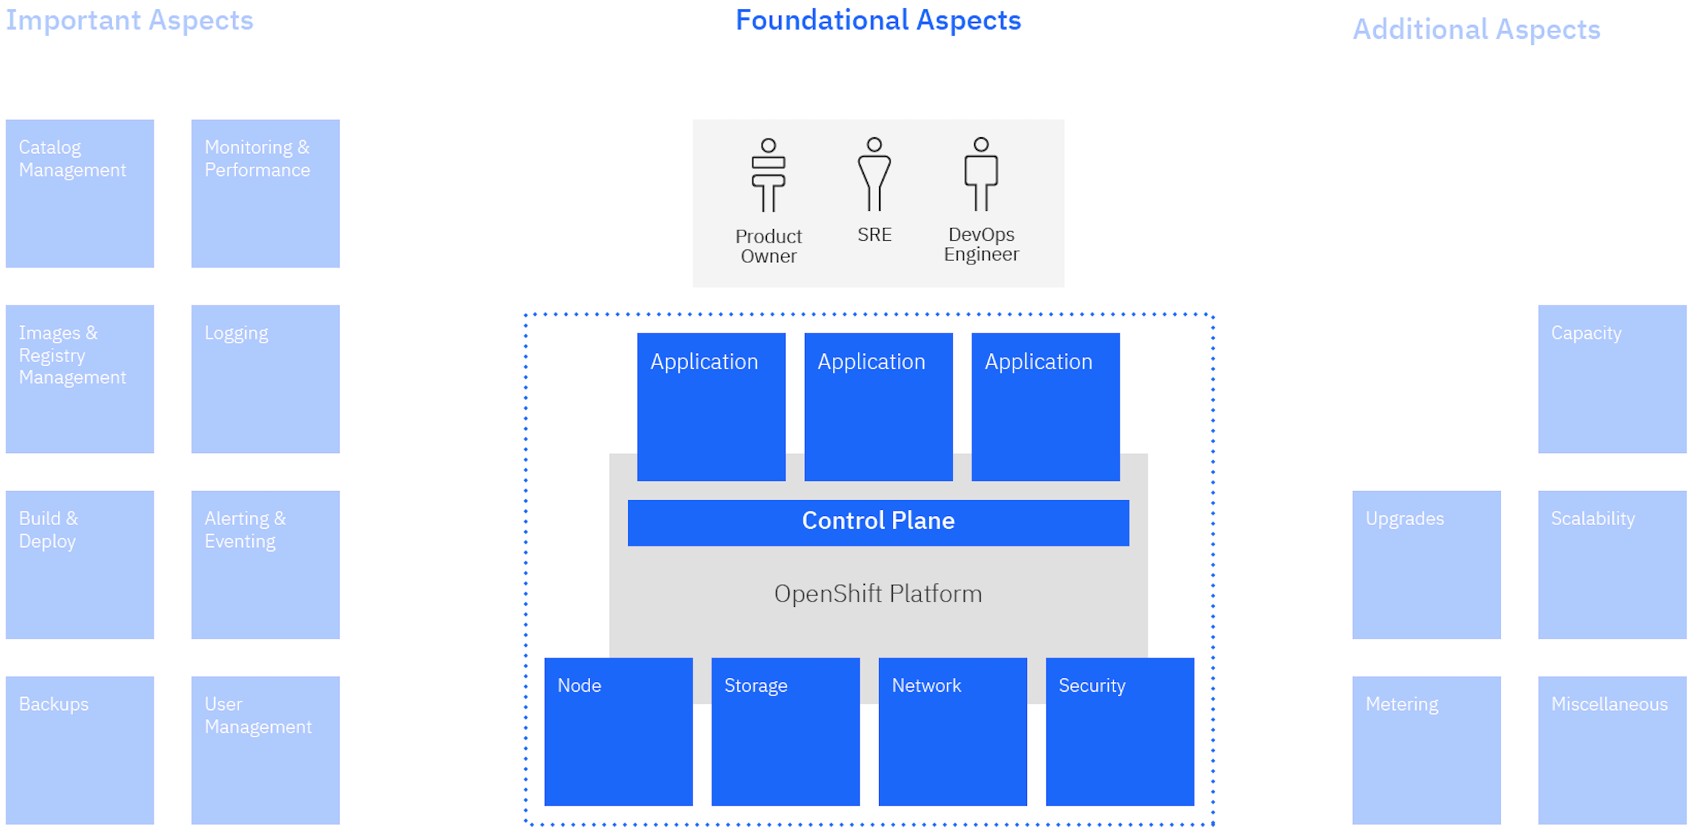 Important Aspects
Catalog
Management
Monitoring &
Performance
Images &
Registry
Management
Logging
Build &
Deploy
Alerting &
Eventing
Backups
User
Management
Foundational Aspects
Product
Owner
SRE
DevOps
Engineer
Application
Application
Application
Control Plane
OpenShift Platform
Node
Storage
Network
Security
Additional Aspects
Capacity
Upgrades
Scalability
Metering
Miscellaneous